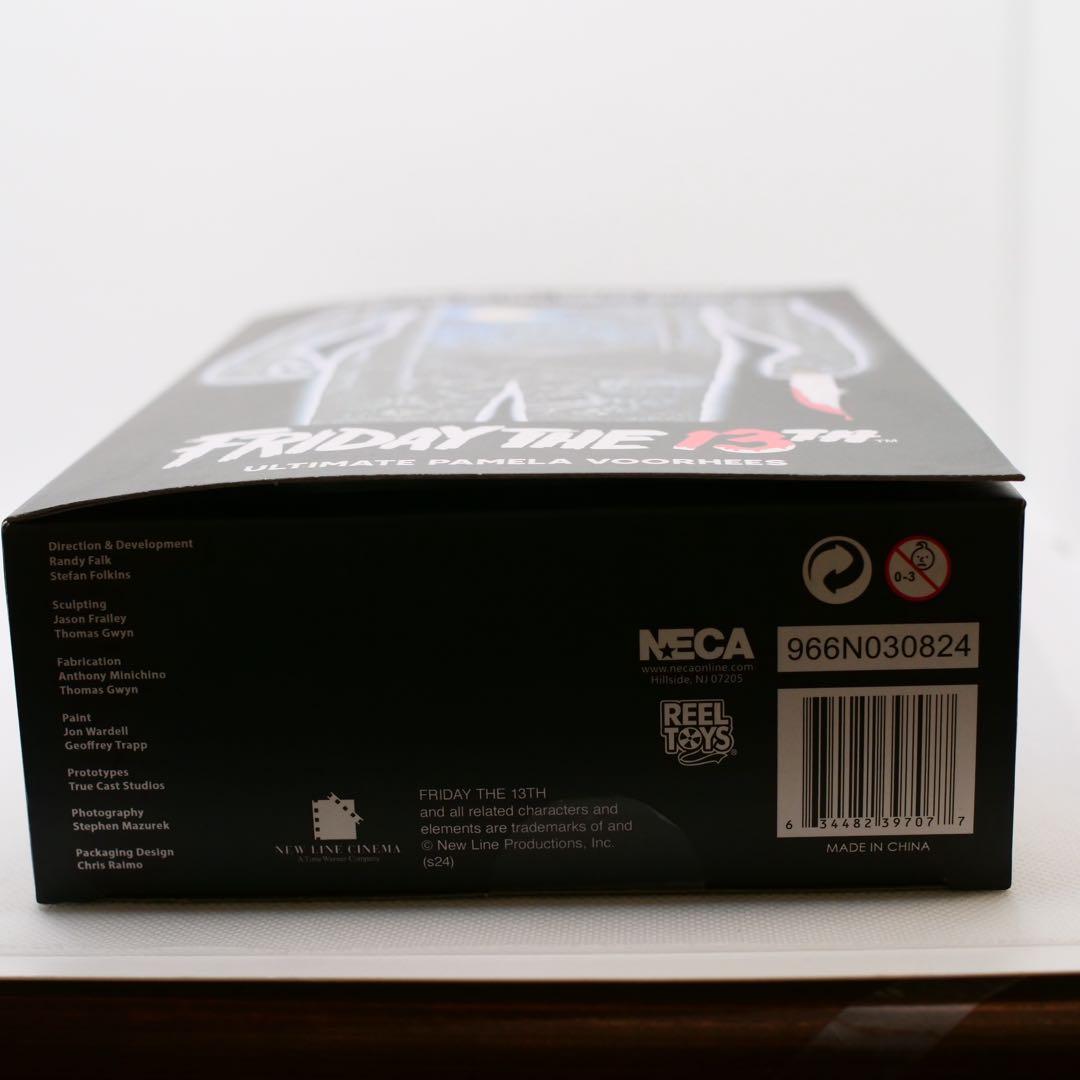 FRIDAY THE 13TH™
ULTIMATE PAMELA VOORHEES
Direction & Development
Randy Falk
Stefan Folkins
Sculpting
Jason Frailey
Thomas Gwyn
Fabrication
Anthony Minichino
Thomas Gwyn
Paint
Jon Wardell
Geoffrey Trapp
Prototypes
True Cast Studios
Photography
Stephen Mazurek
Packaging Design
Chris Raimo
NEW LINE CINEMA
A Time Warner Company
FRIDAY THE 13TH
and all related characters and
elements are trademarks of and
© New Line Productions, Inc.
(s24)
NECA
www.necaonline.com
Hillside, NJ 07205
REEL
TOYS®
0-3
966N030824
6 34482 39707 7
MADE IN CHINA